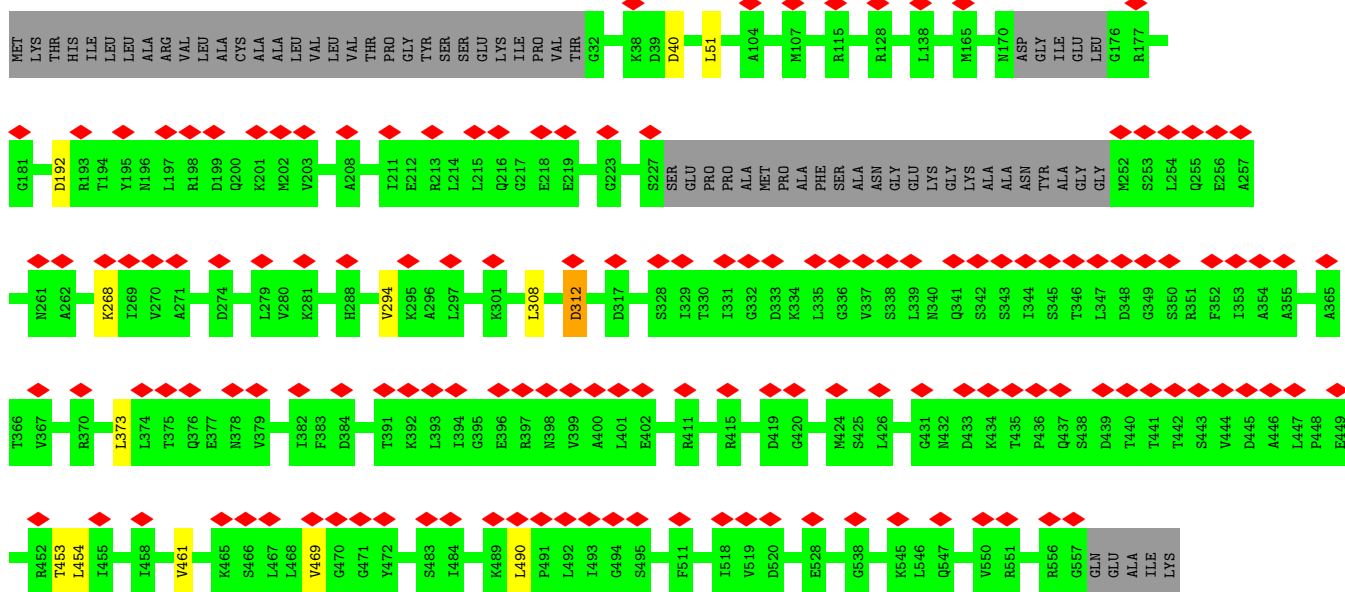 MET LYS THR HIS ILE LEU LEU ALA ARG VAL LEU ALA CYS ALA ALA LEU VAL LEU VAL THR PRO GLY TYR SER SER GLU LYS ILE PRO VAL THR G32 K38 D39 D40 L51 A104 M107 R115 R128 L138 M165 N170 ASP GLY ILE GLU LEU G176 R177
G181 D192 R193 T194 Y195 N196 L197 R198 D199 Q200 K201 M202 V203 A208 I211 E212 R213 L214 L215 Q216 G217 E218 E219 G223 S227 SER GLU PRO PRO ALA MET PRO ALA PHE SER ALA ASN GLY GLU LYS GLY LYS ALA ALA ASN TYR ALA GLY GLY M252 S253 L254 Q255 E256 A257
N261 A262 K268 I269 V270 A271 D274 L279 V280 K281 H288 V294 K295 A296 L297 K301 L308 D312 D317 S328 I329 T330 I331 G332 D333 K334 L335 G336 V337 S338 L339 N340 Q341 S342 S343 I344 S345 T346 L347 D348 G349 S350 R351 F352 I353 A354 A355 A365
T366 V367 R370 L373 L374 T375 Q376 E377 N378 V379 I382 F383 D384 T391 K392 L393 I394 G395 E396 R397 N398 V399 A400 L401 E402 R411 R415 D419 G420 M424 S425 L426 G431 N432 D433 K434 T435 P436 Q437 S438 D439 T440 T441 T442 S443 V444 D445 A446 L447 P448 E449
R452 T453 L454 I455 I458 V461 K465 S466 L467 L468 V469 G470 G471 Y472 S483 I484 K489 L490 P491 L492 I493 G494 S495 F511 I518 V519 D520 E528 G538 K545 L546 Q547 V550 R551 R556 G557 GLN GLU ALA ILE LYS